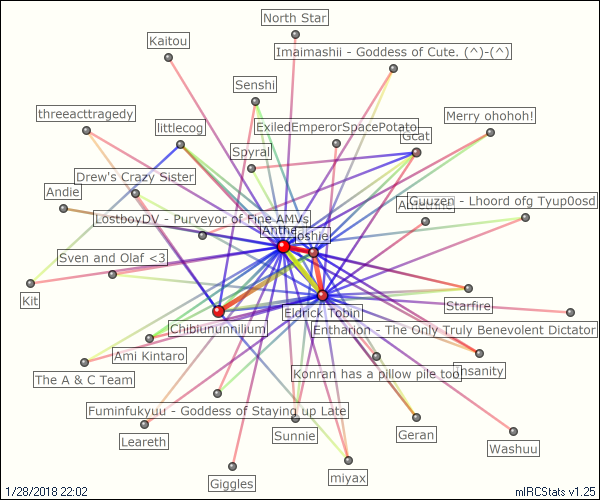 North Star
Kaitou
Imaimashii - Goddess of Cute. (^)-(^)
Senshi
threeacttragedy
littlecog
ExiledEmperorSpacePotato
Merry ohohoh!
Gcat
Spyral
Drew's Crazy Sister
Andie
Guuzen - Lhoord ofg Tyup0osd
LostboyDV - Purveyor of Fine AMVs
Joshie
Sven and Olaf <3
Kit
Starfire
Eldrick Tobin
Chibiinunnilium
Entharion - The Only Truly Benevolent Dictator
Ami Kintaro
Insanity
The A & C Team
Konran has a pillow pile too
Fuminfukyuu - Goddess of Staying up Late
Leareth
Sunnie
Geran
Washuu
Giggles
miyax
1/28/2018 22:02
mIRCStats v1.25